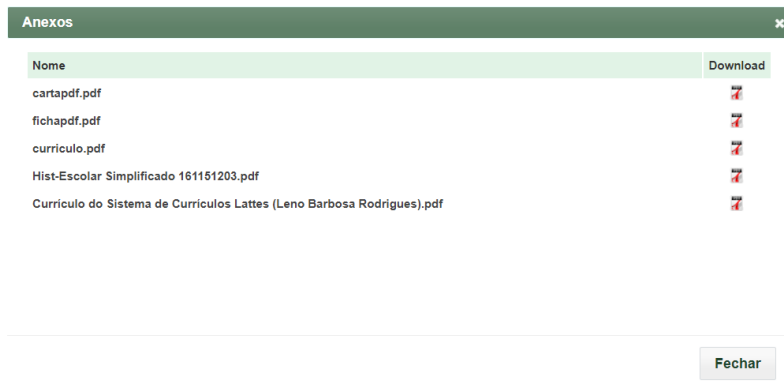 Anexos
Nome Download
cartapdf.pdf
fichapdf.pdf
curriculo.pdf
Hist-Escolar Simplificado 161151203.pdf
Currículo do Sistema de Currículos Lattes (Leno Barbosa Rodrigues).pdf
Fechar